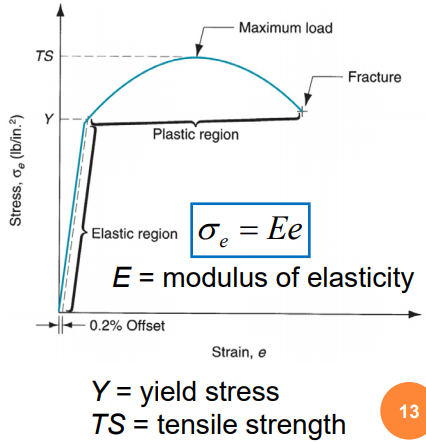 Maximum load
TS
Fracture
Y
Plastic region
Stress, σₑ (lb/in.²)
Elastic region
σₑ = Ee
E = modulus of elasticity
0.2% Offset
Strain, e
Y = yield stress
TS = tensile strength
13